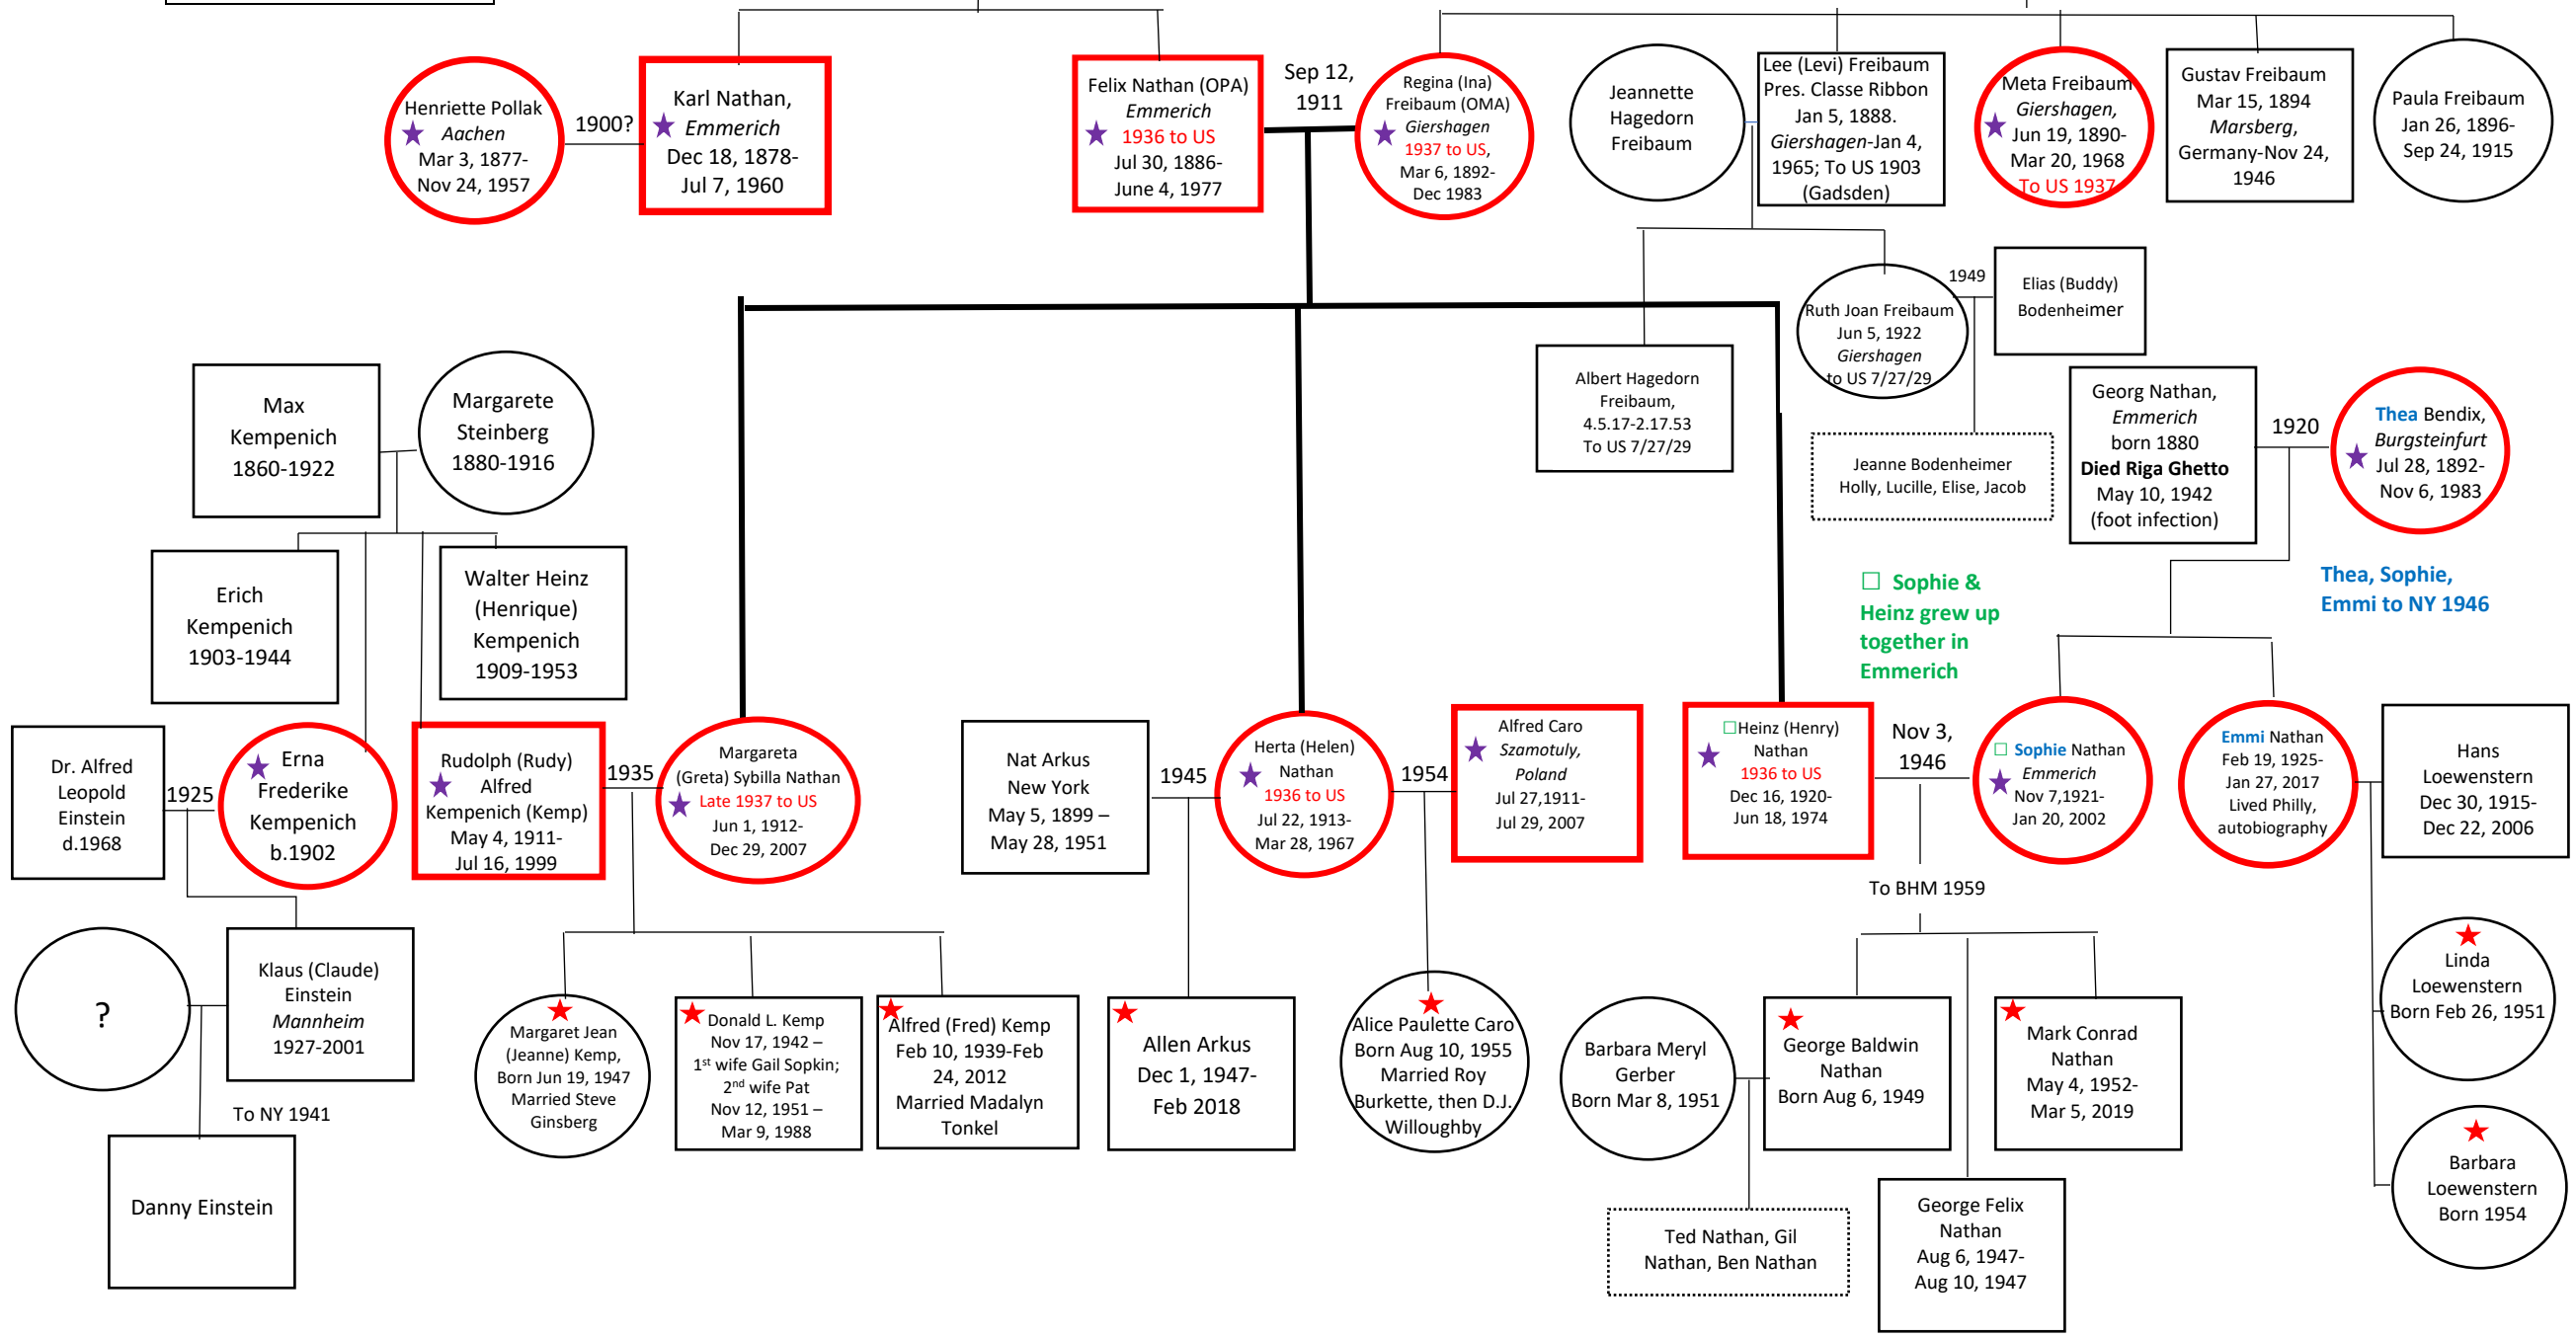 Henriette Pollak
Aachen
Mar 3, 1877-
Nov 24, 1957
1900?
Karl Nathan,
Emmerich
Dec 18, 1878-
Jul 7, 1960
Felix Nathan (OPA)
Emmerich
1936 to US
Jul 30, 1886-
June 4, 1977
Sep 12,
1911
Regina (Ina)
Freibaum (OMA)
Giershagen
1937 to US,
Mar 6, 1892-
Dec 1983
Jeannette
Hagedorn
Freibaum
Lee (Levi) Freibaum
Pres. Classe Ribbon
Jan 5, 1888.
Giershagen-Jan 4,
1965; To US 1903
(Gadsden)
Meta Freibaum
Giershagen,
Jun 19, 1890-
Mar 20, 1968
To US 1937
Gustav Freibaum
Mar 15, 1894
Marsberg,
Germany-Nov 24,
1946
Paula Freibaum
Jan 26, 1896-
Sep 24, 1915
Ruth Joan Freibaum
Jun 5, 1922
Giershagen
to US 7/27/29
1949
Elias (Buddy)
Bodenheimer
Albert Hagedorn
Freibaum,
4.5.17-2.17.53
To US 7/27/29
Jeanne Bodenheimer
Holly, Lucille, Elise, Jacob
Georg Nathan,
Emmerich
born 1880
Died Riga Ghetto
May 10, 1942
(foot infection)
1920
Thea Bendix,
Burgsteinfurt
Jul 28, 1892-
Nov 6, 1983
Max
Kempenich
1860-1922
Margarete
Steinberg
1880-1916
Erich
Kempenich
1903-1944
Walter Heinz
(Henrique)
Kempenich
1909-1953
□ Sophie &
Heinz grew up
together in
Emmerich
Thea, Sophie,
Emmi to NY 1946
Dr. Alfred
Leopold
Einstein
d.1968
1925
Erna
Frederike
Kempenich
b.1902
Rudolph (Rudy)
Alfred
Kempenich (Kemp)
May 4, 1911-
Jul 16, 1999
1935
Margareta
(Greta) Sybilla Nathan
Late 1937 to US
Jun 1, 1912-
Dec 29, 2007
Nat Arkus
New York
May 5, 1899 –
May 28, 1951
1945
Herta (Helen)
Nathan
1936 to US
Jul 22, 1913-
Mar 28, 1967
1954
Alfred Caro
Szamotuly,
Poland
Jul 27,1911-
Jul 29, 2007
□Heinz (Henry)
Nathan
1936 to US
Dec 16, 1920-
Jun 18, 1974
Nov 3,
1946
□ Sophie Nathan
Emmerich
Nov 7,1921-
Jan 20, 2002
Emmi Nathan
Feb 19, 1925-
Jan 27, 2017
Lived Philly,
autobiography
Hans
Loewenstern
Dec 30, 1915-
Dec 22, 2006
To BHM 1959
?
Klaus (Claude)
Einstein
Mannheim
1927-2001
To NY 1941
Danny Einstein
Margaret Jean
(Jeanne) Kemp,
Born Jun 19, 1947
Married Steve
Ginsberg
Donald L. Kemp
Nov 17, 1942 –
1st wife Gail Sopkin;
2nd wife Pat
Nov 12, 1951 –
Mar 9, 1988
Alfred (Fred) Kemp
Feb 10, 1939-Feb
24, 2012
Married Madalyn
Tonkel
Allen Arkus
Dec 1, 1947-
Feb 2018
Alice Paulette Caro
Born Aug 10, 1955
Married Roy
Burkette, then D.J.
Willoughby
Barbara Meryl
Gerber
Born Mar 8, 1951
George Baldwin
Nathan
Born Aug 6, 1949
Mark Conrad
Nathan
May 4, 1952-
Mar 5, 2019
Linda
Loewenstern
Born Feb 26, 1951
Barbara
Loewenstern
Born 1954
Ted Nathan, Gil
Nathan, Ben Nathan
George Felix
Nathan
Aug 6, 1947-
Aug 10, 1947